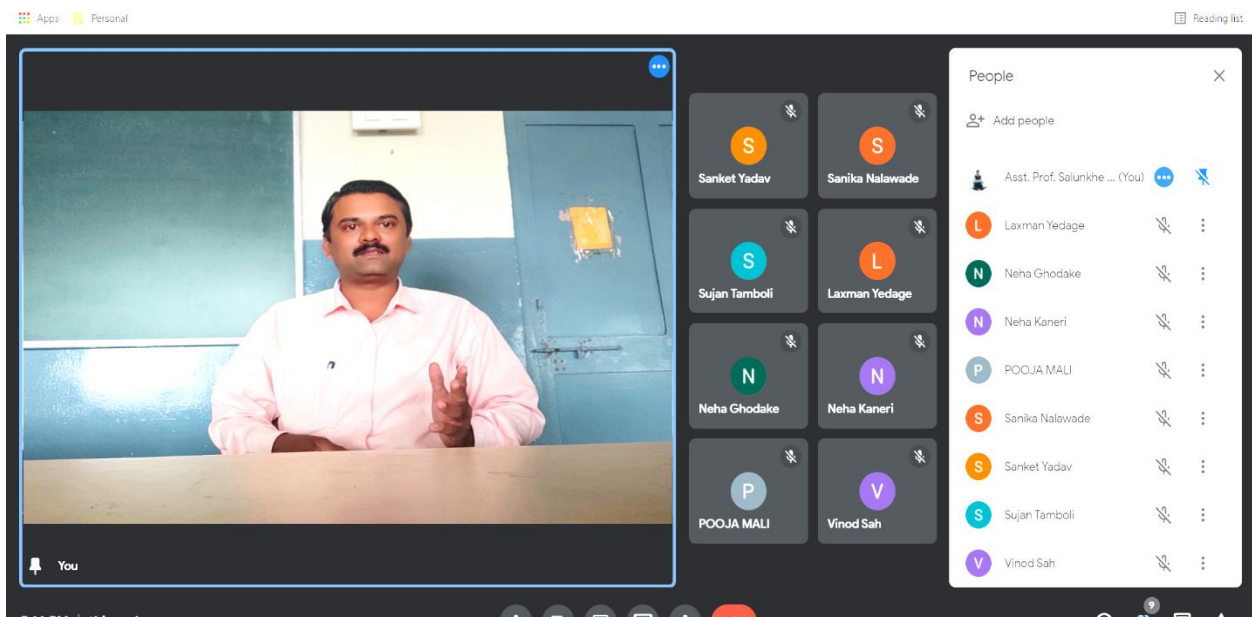 Apps Personal Reading list
You
S
Sanket Yadav
S
Sanika Nalawade
S
Sujan Tamboli
L
Laxman Yedage
N
Neha Ghodake
N
Neha Kaneri
P
POOJA MALI
V
Vinod Sah
People
Add people
Asst. Prof. Salunkhe ... (You)
L Laxman Yedage
N Neha Ghodake
N Neha Kaneri
P POOJA MALI
S Sanika Nalawade
S Sanket Yadav
S Sujan Tamboli
V Vinod Sah
9